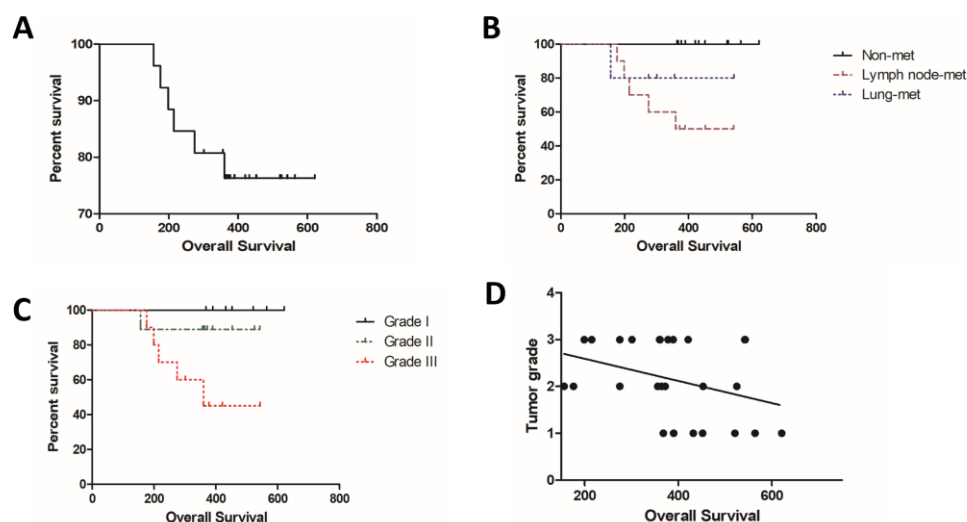 A
Percent survival
100
90
80
70
0 200 400 600 800
Overall Survival
B
Percent survival
100
80
60
40
20
0
0 200 400 600 800
Overall Survival
Non-met
Lymph node-met
Lung-met
C
Percent survival
100
80
60
40
20
0
0 200 400 600 800
Overall Survival
Grade I
Grade II
Grade III
D
Tumor grade
4
3
2
1
0
200 400 600
Overall Survival